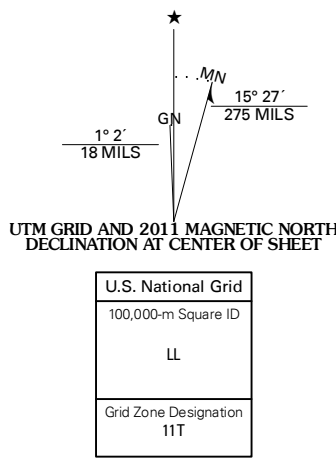 MN
GN
15° 27´
275 MILS
1° 2´
18 MILS
UTM GRID AND 2011 MAGNETIC NORTH
DECLINATION AT CENTER OF SHEET
U.S. National Grid
100,000-m Square ID
LL
Grid Zone Designation
11T